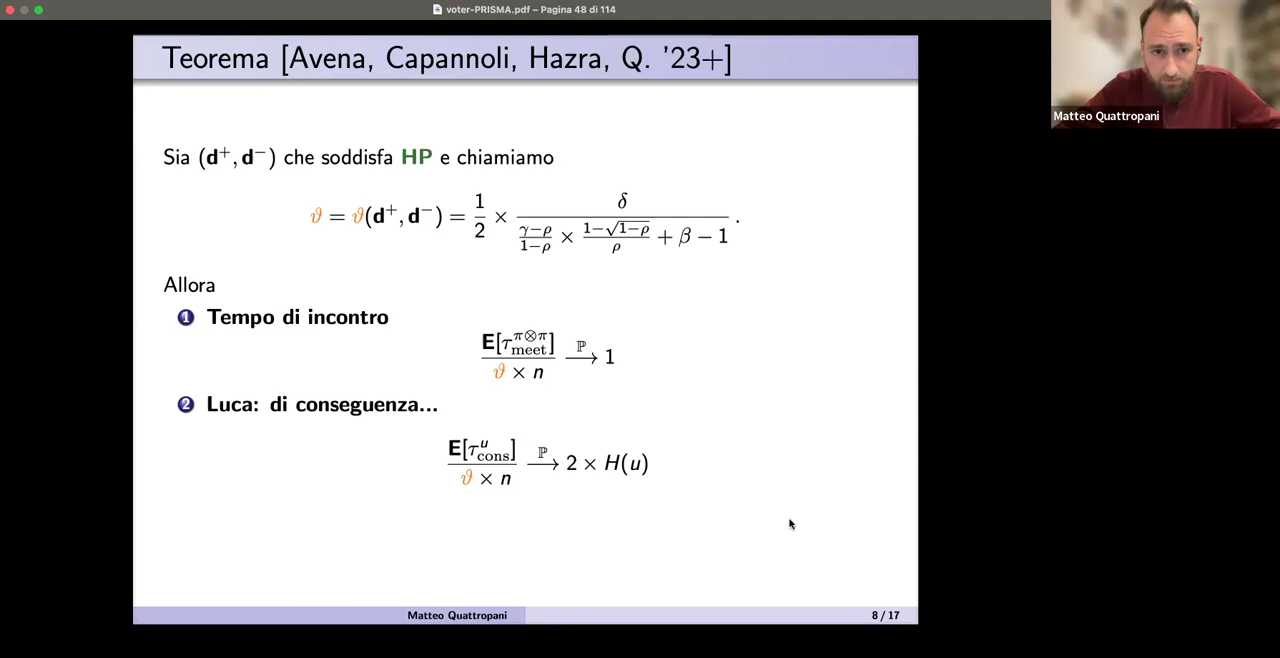 voter-PRISMA.pdf – Pagina 48 di 114
Teorema [Avena, Capannoli, Hazra, Q. '23+]
Matteo Quattropani
Sia (d⁺, d⁻) che soddisfa HP e chiamiamo
ϑ = ϑ(d⁺, d⁻) = 1/2 × δ / ( (γ−ρ)/(1−ρ) × (1−√(1−ρ))/ρ + β − 1 ) .
Allora
1 Tempo di incontro
E[τ_meet^{π⊗π}] / (ϑ × n) —ℙ→ 1
2 Luca: di conseguenza...
E[τ_cons^u] / (ϑ × n) —ℙ→ 2 × H(u)
Matteo Quattropani 8 / 17